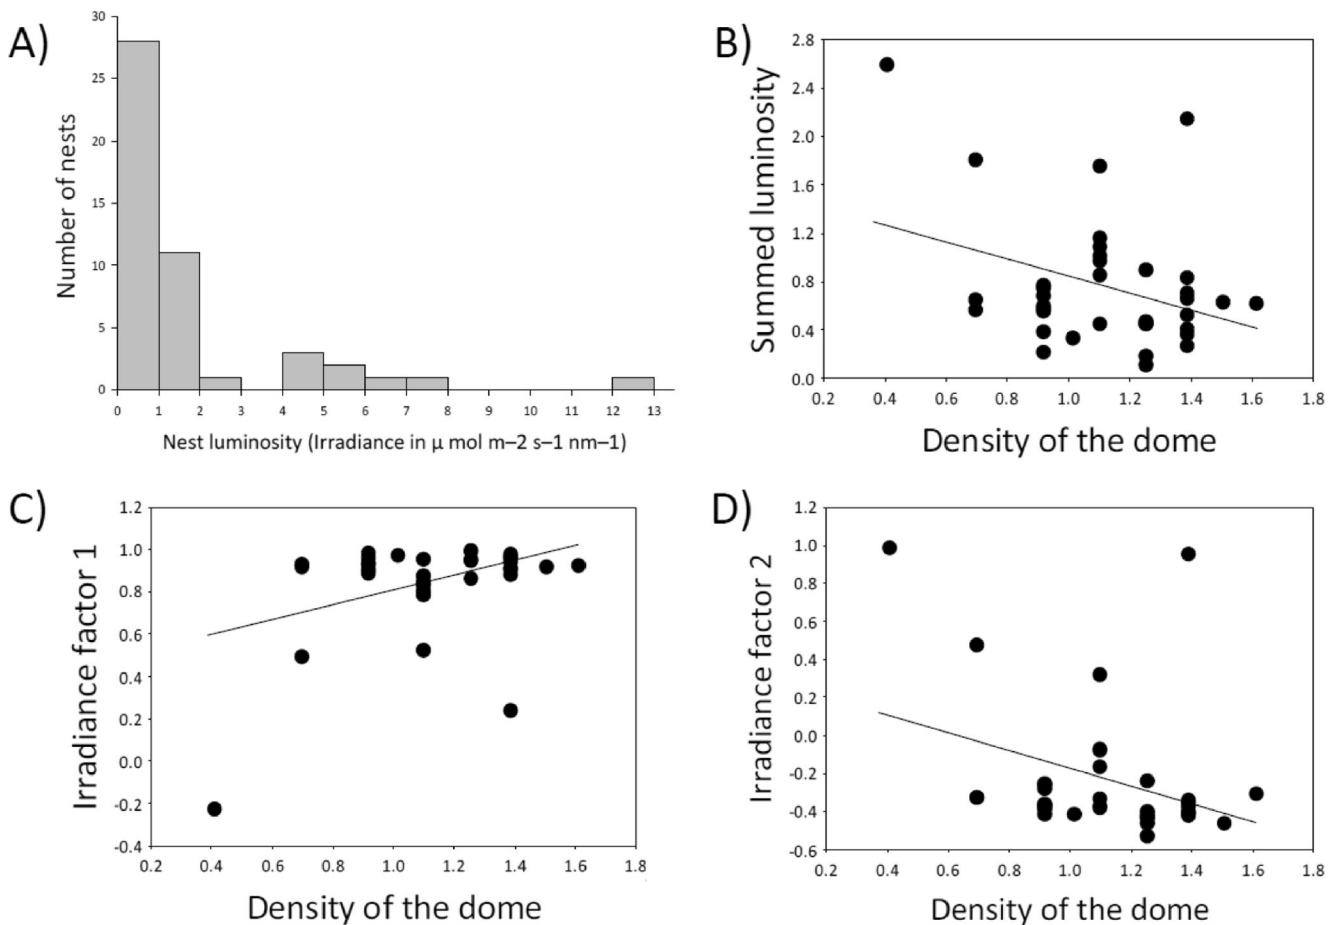 A)
30
25
20
15
10
5
0
Number of nests
0 1 2 3 4 5 6 7 8 9 10 11 12 13
Nest luminosity (Irradiance in μ mol m–2 s–1 nm–1)
B)
2.8
2.4
2.0
1.6
1.2
0.8
0.4
0.0
Summed luminosity
0.2 0.4 0.6 0.8 1.0 1.2 1.4 1.6 1.8
Density of the dome
C)
1.2
1.0
0.8
0.6
0.4
0.2
0.0
-0.2
-0.4
Irradiance factor 1
0.2 0.4 0.6 0.8 1.0 1.2 1.4 1.6 1.8
Density of the dome
D)
1.2
1.0
0.8
0.6
0.4
0.2
0.0
-0.2
-0.4
-0.6
Irradiance factor 2
0.2 0.4 0.6 0.8 1.0 1.2 1.4 1.6 1.8
Density of the dome